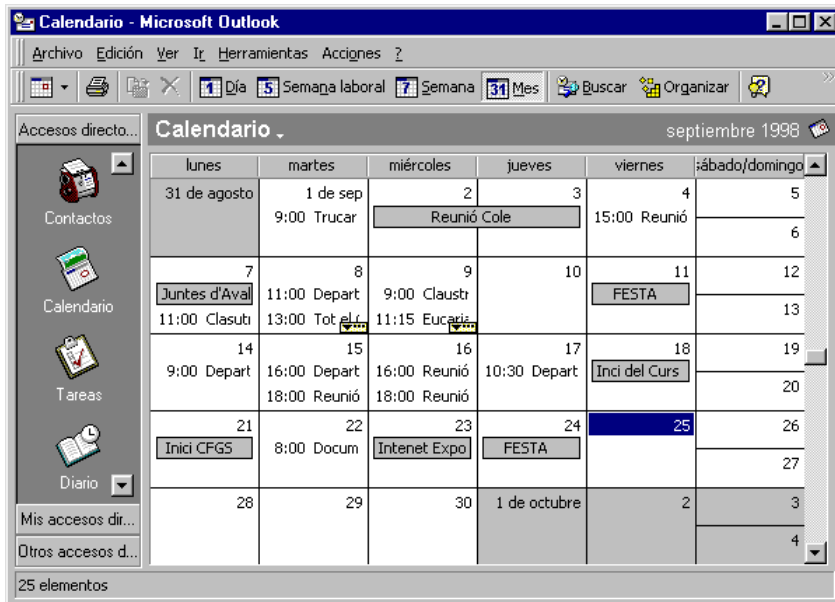 Calendario - Microsoft Outlook
Archivo Edición Ver Ir Herramientas Acciones ?
Día Semana laboral Semana Mes Buscar Organizar
Accesos directo... Calendario septiembre 1998
lunes martes miércoles jueves viernes sábado/domingo
31 de agosto 1 de sep 2 3 4 5
9:00 Trucar Reunió Cole 15:00 Reunió
Contactos
6
7 8 9 10 11 12
Juntes d'Aval 11:00 Depart 9:00 Claustr FESTA
Calendario
11:00 Clasutr 13:00 Tot el 11:15 Eucaria 13
14 15 16 17 18 19
9:00 Depart 16:00 Depart 16:00 Reunió 10:30 Depart Inci del Curs
Tareas
18:00 Reunió 18:00 Reunió 20
21 22 23 24 25 26
Inici CFGS 8:00 Docum Intenet Expo FESTA
27
Diario
28 29 30 1 de octubre 2 3
Mis accesos dir...
Otros accesos d... 4
25 elementos